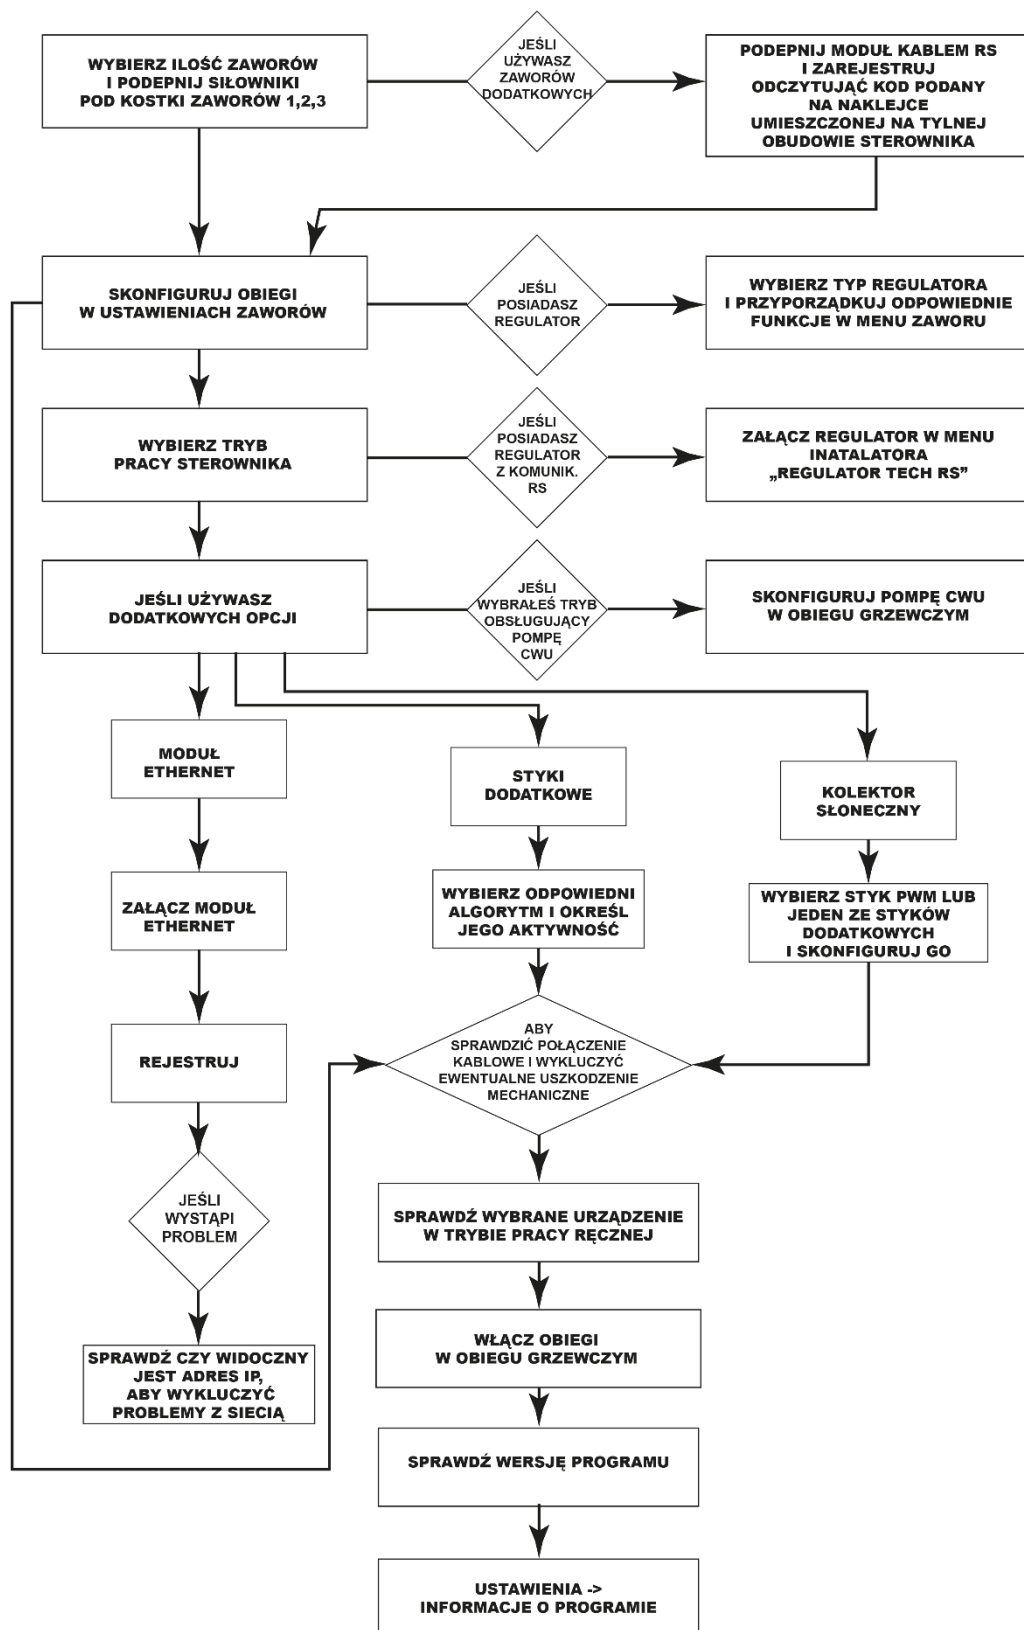 WYBIERZ ILOŚĆ ZAWORÓW
I PODEPNIJ SIŁOWNIKI
POD KOSTKI ZAWORÓW 1,2,3
JEŚLI
UŻYWASZ
ZAWORÓW
DODATKOWYCH
PODEPNIJ MODUŁ KABLEM RS
I ZAREJESTRUJ
ODCZYTUJĄĆ KOD PODANY
NA NAKLEJCE
UMIESZCZONEJ NA TYLNEJ
OBUDOWIE STEROWNIKA
SKONFIGURUJ OBIEGI
W USTAWIENIACH ZAWORÓW
JEŚLI
POSIADASZ
REGULATOR
WYBIERZ TYP REGULATORA
I PRZYPORZĄDKUJ ODPOWIEDNIE
FUNKCJE W MENU ZAWORU
WYBIERZ TRYB
PRACY STEROWNIKA
JEŚLI
POSIADASZ
REGULATOR
Z KOMUNIK.
RS
ZAŁĄCZ REGULATOR W MENU
INATALATORA
„REGULATOR TECH RS”
JEŚLI UŻYWASZ
DODATKOWYCH OPCJI
JEŚLI
WYBRAŁEŚ TRYB
OBSŁUGUJĄCY
POMPĘ
CWU
SKONFIGURUJ POMPĘ CWU
W OBIEGU GRZEWCZYM
MODUŁ
ETHERNET
STYKI
DODATKOWE
KOLEKTOR
SŁONECZNY
ZAŁĄCZ MODUŁ
ETHERNET
WYBIERZ ODPOWIEDNI
ALGORYTM I OKREŚL
JEGO AKTYWNOŚĆ
WYBIERZ STYK PWM LUB
JEDEN ZE STYKÓW
DODATKOWYCH
I SKONFIGURUJ GO
REJESTRUJ
ABY
SPRAWDZIĆ POŁĄCZENIE
KABLOWE I WYKLUCZYĆ
EWENTUALNE USZKODZENIE
MECHANICZNE
JEŚLI
WYSTĄPI
PROBLEM
SPRAWDŹ WYBRANE URZĄDZENIE
W TRYBIE PRACY RĘCZNEJ
SPRAWDŹ CZY WIDOCZNY
JEST ADRES IP,
ABY WYKLUCZYĆ
PROBLEMY Z SIECIĄ
WŁĄCZ OBIEGI
W OBIEGU GRZEWCZYM
SPRAWDŹ WERSJĘ PROGRAMU
USTAWIENIA ->
INFORMACJE O PROGRAMIE